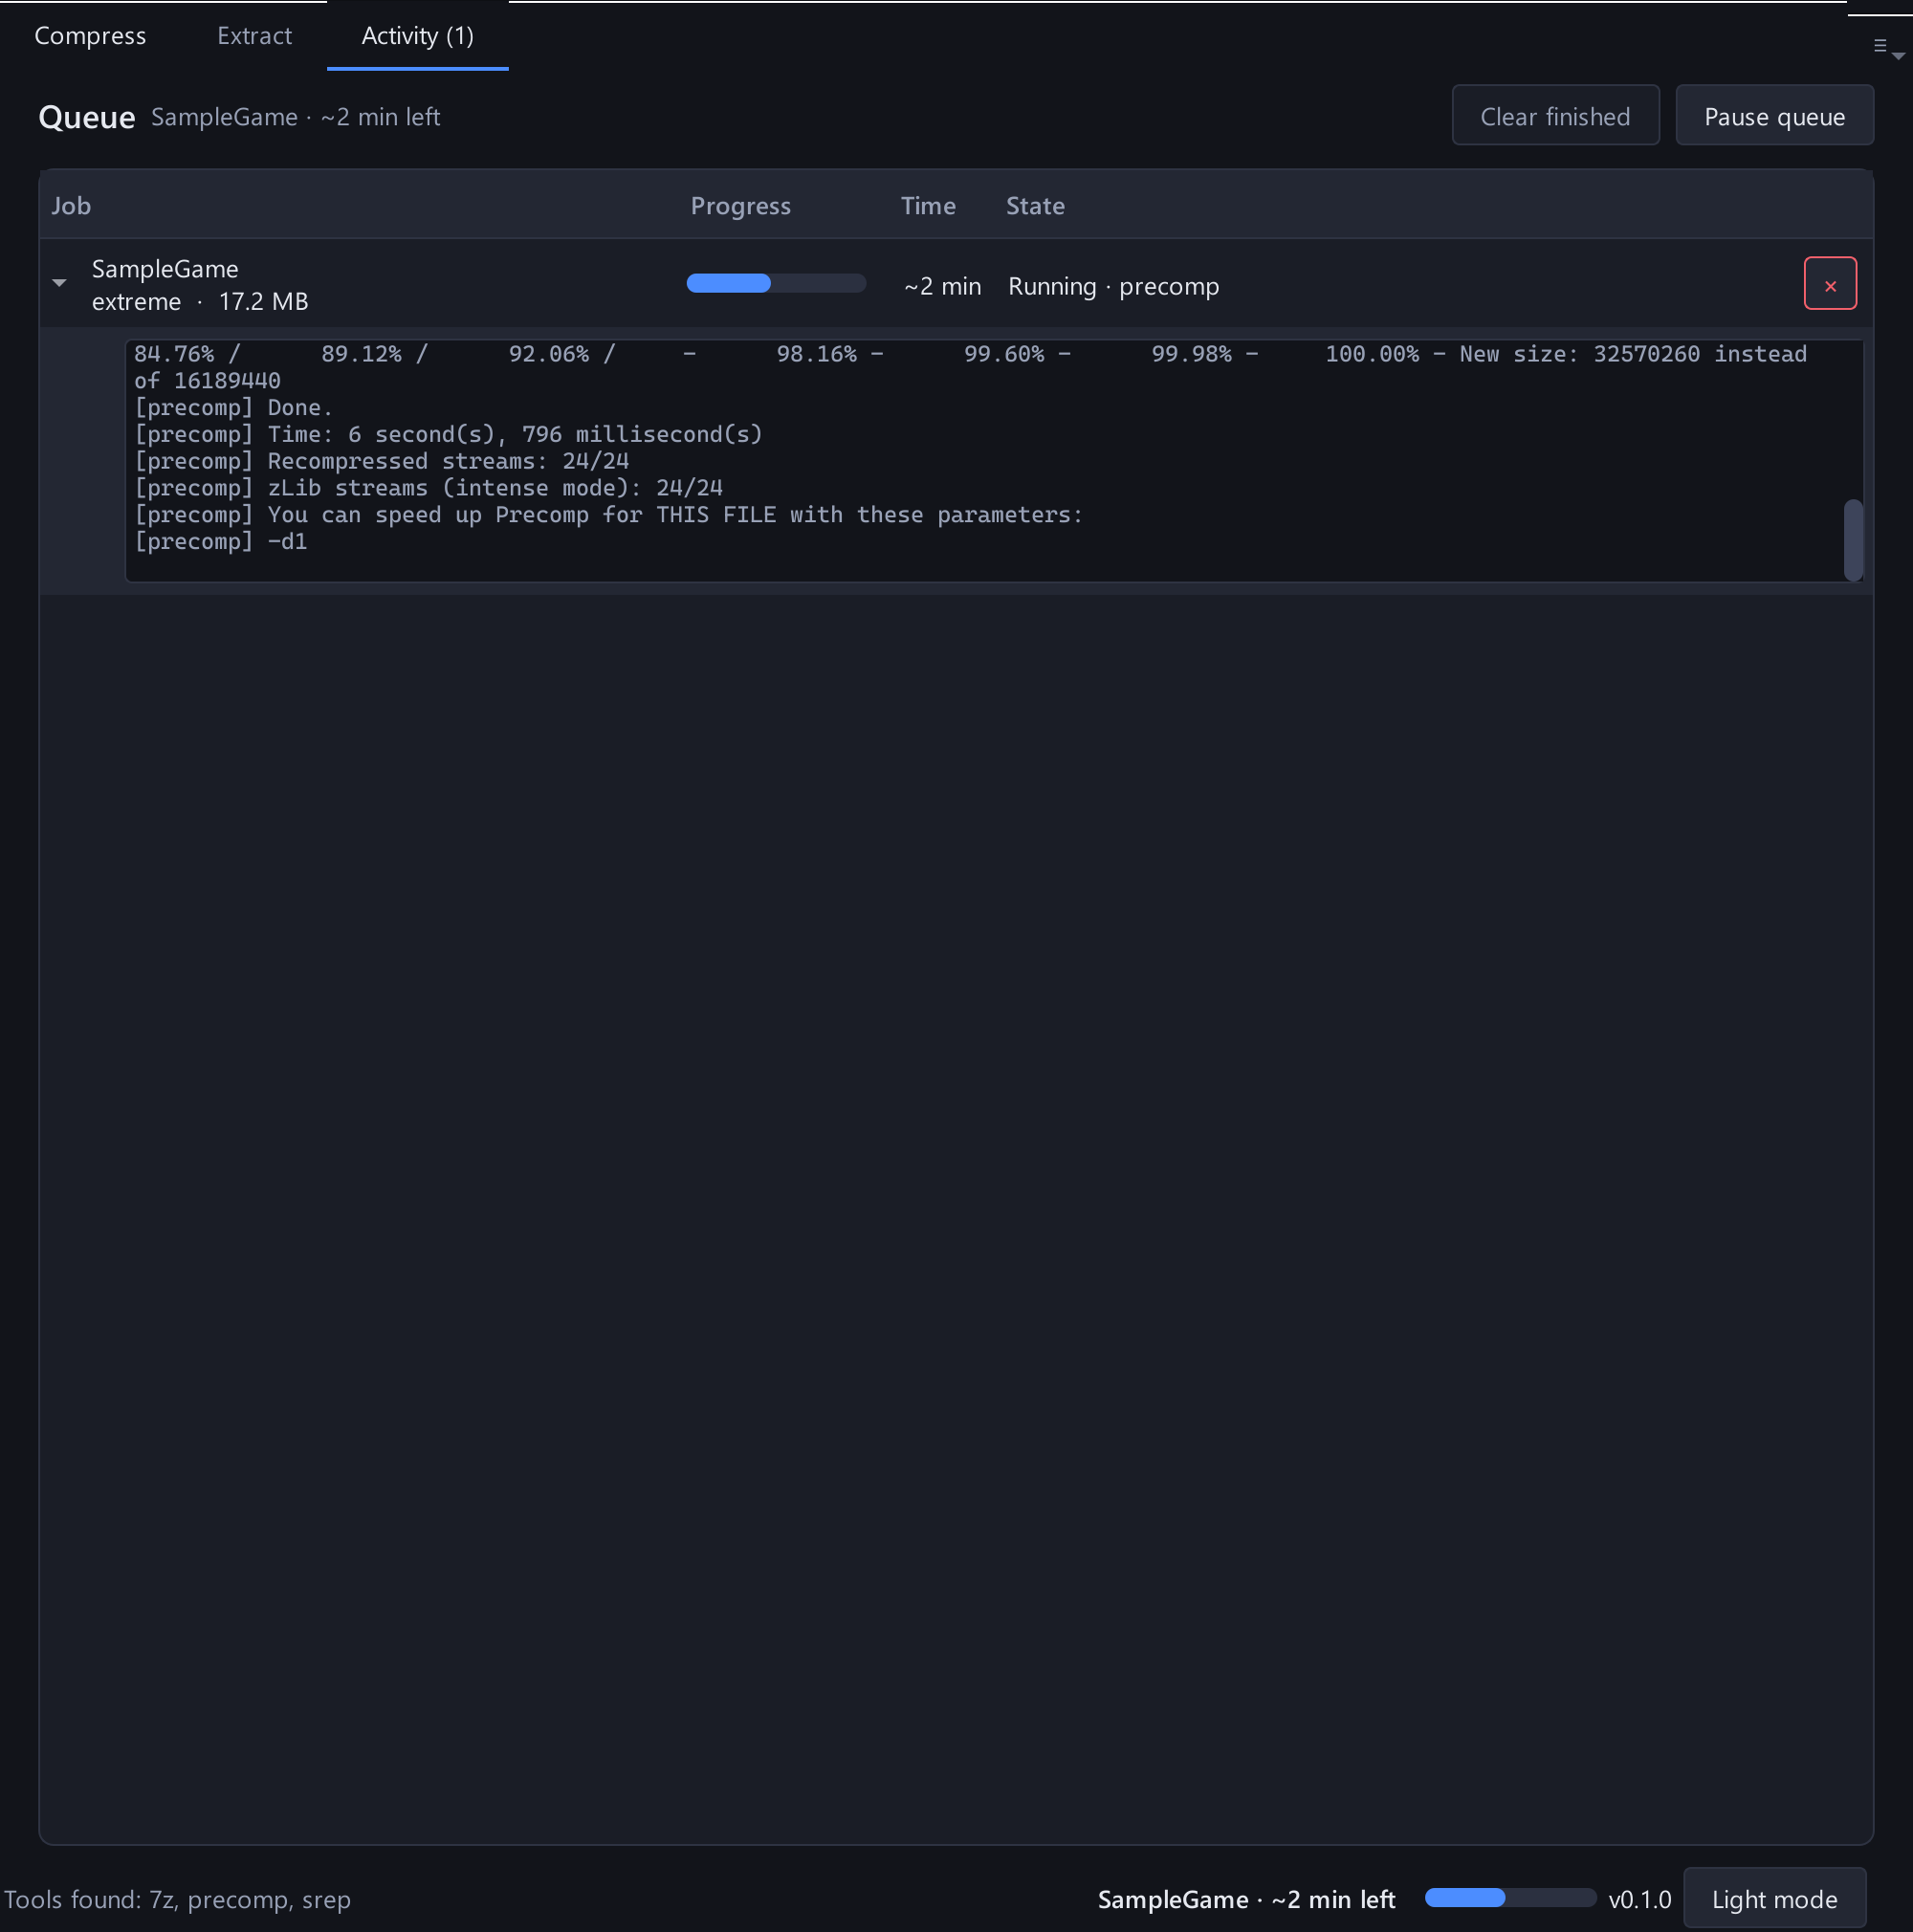 Compress Extract Activity (1)
☰
Queue SampleGame · ~2 min left Clear finished Pause queue
Job Progress Time State
SampleGame
extreme · 17.2 MB ~2 min Running · precomp ×
84.76% / 89.12% / 92.06% / - 98.16% - 99.60% - 99.98% - 100.00% - New size: 32570260 instead
of 16189440
[precomp] Done.
[precomp] Time: 6 second(s), 796 millisecond(s)
[precomp] Recompressed streams: 24/24
[precomp] zLib streams (intense mode): 24/24
[precomp] You can speed up Precomp for THIS FILE with these parameters:
[precomp] -d1
Tools found: 7z, precomp, srep SampleGame · ~2 min left v0.1.0 Light mode